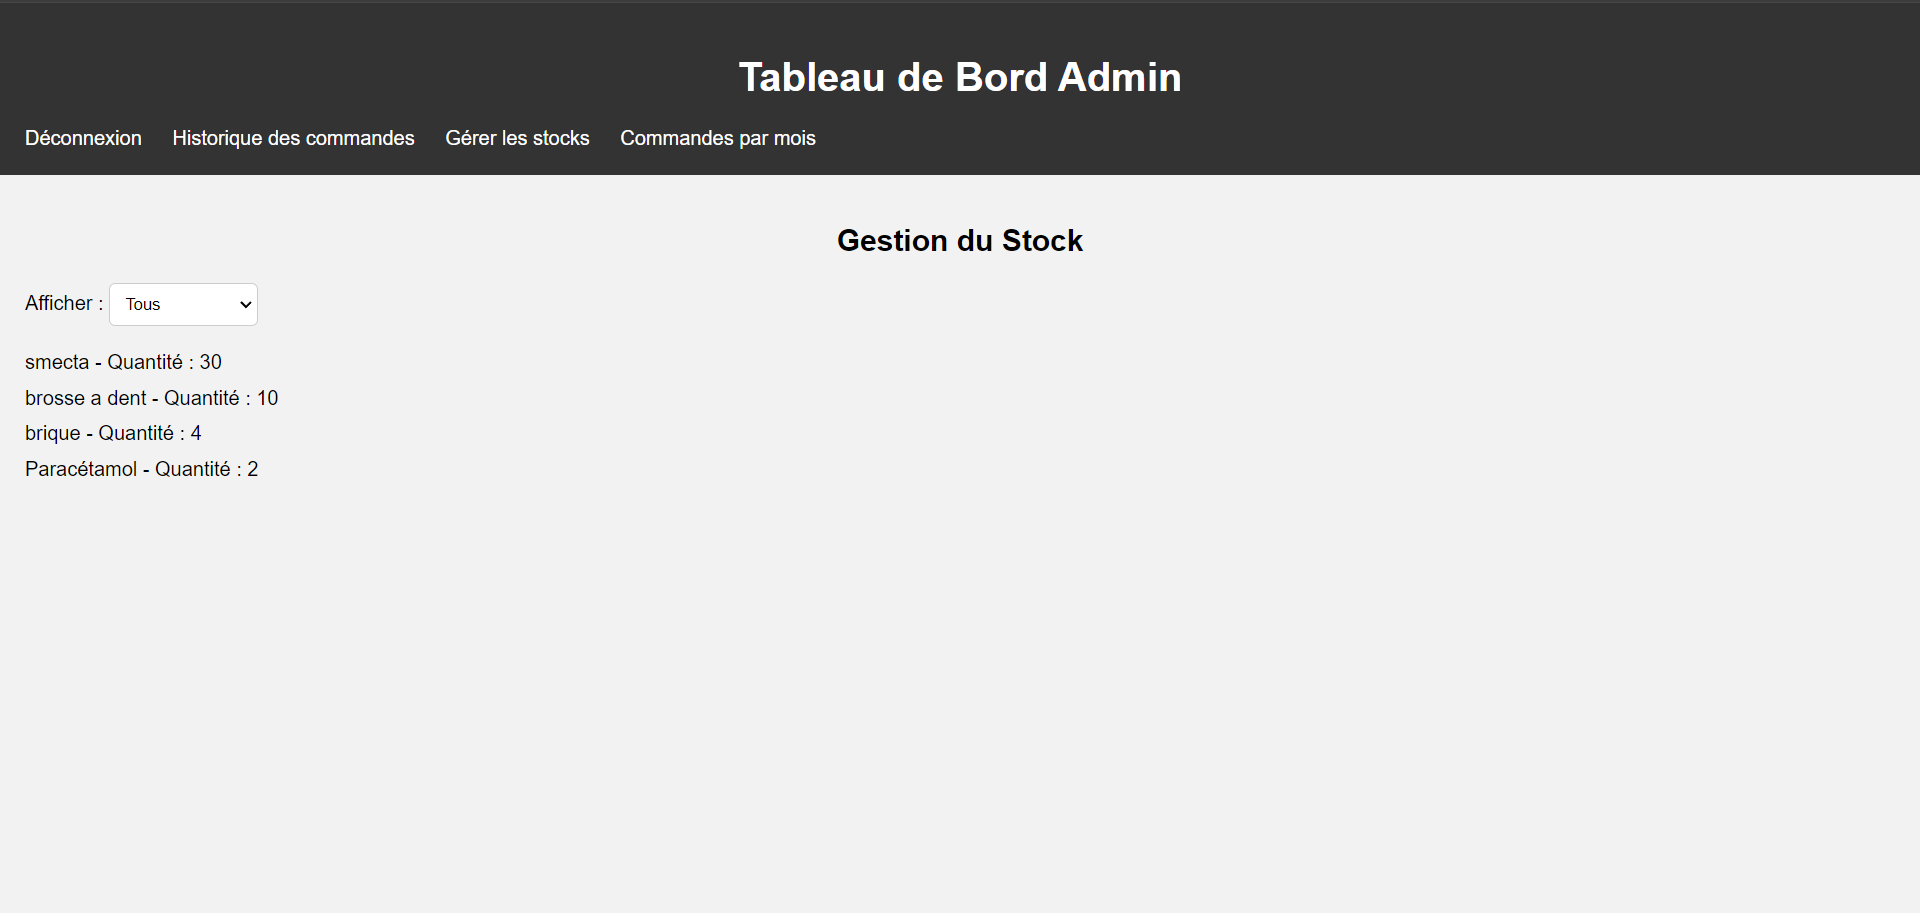 Tableau de Bord Admin
Déconnexion Historique des commandes Gérer les stocks Commandes par mois
Gestion du Stock
Afficher : Tous
smecta - Quantité : 30
brosse a dent - Quantité : 10
brique - Quantité : 4
Paracétamol - Quantité : 2